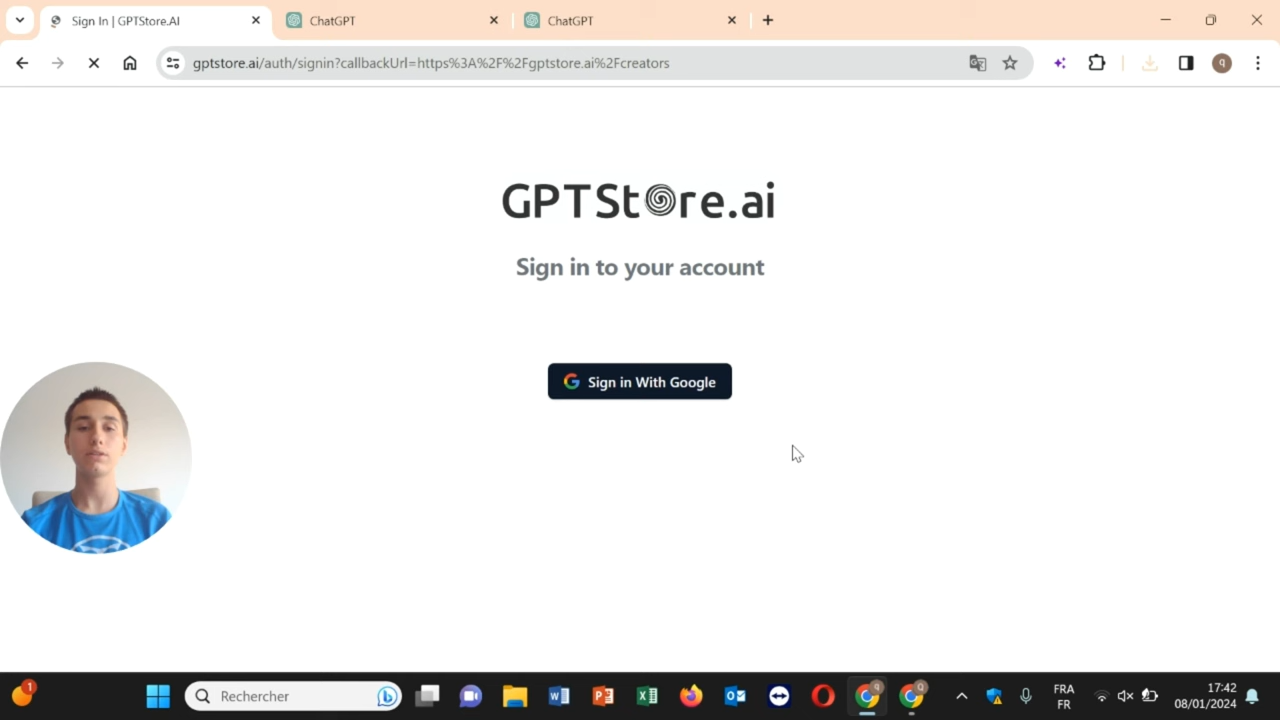 Sign In | GPTStore.AI
ChatGPT
ChatGPT
gptstore.ai/auth/signin?callbackUrl=https%3A%2F%2Fgptstore.ai%2Fcreators
q
GPTStore.ai
Sign in to your account
Sign in With Google
1
Rechercher
q
Q
FRA
FR
17:42
08/01/2024